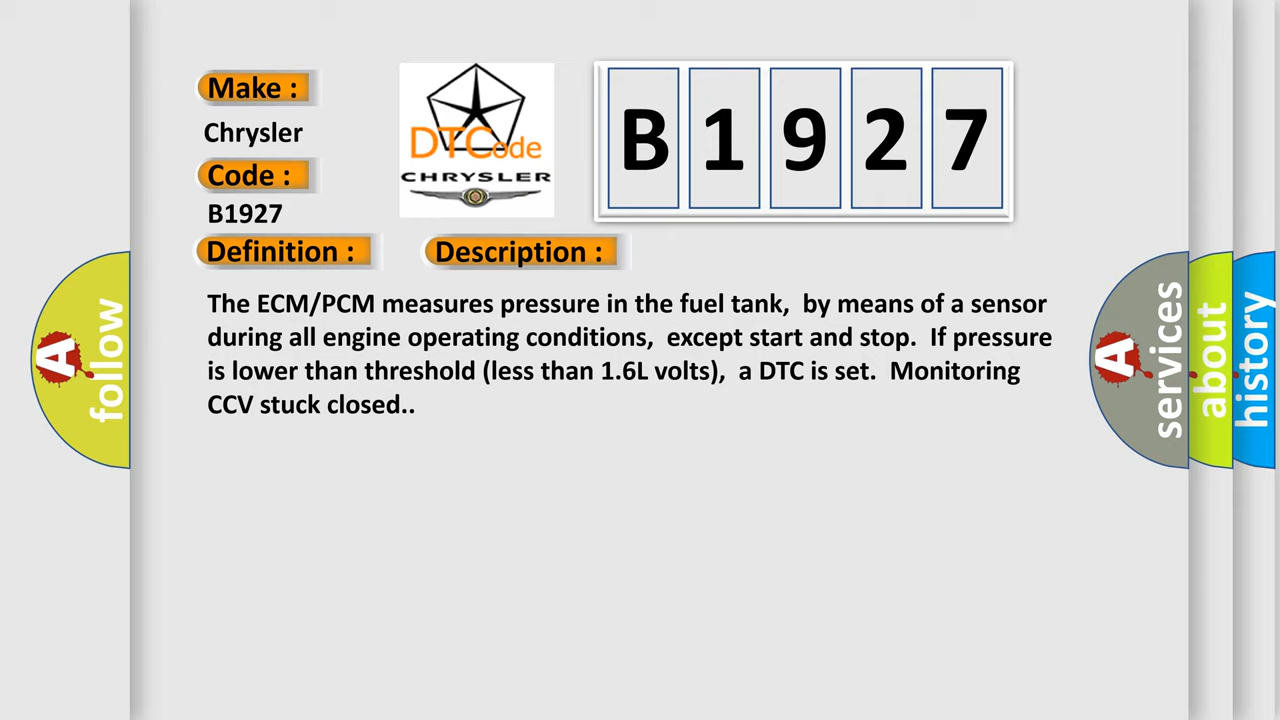 Make :
Chrysler
Code :
B1927
Definition :
Description :
DTCode
CHRYSLER
B 1 9 2 7
The ECM/PCM measures pressure in the fuel tank, by means of a sensor
during all engine operating conditions, except start and stop If pressure
is lower than threshold (less than 1.6L volts), a DTC is set Monitoring
CCV stuck closed..
A follow
A services
about
history